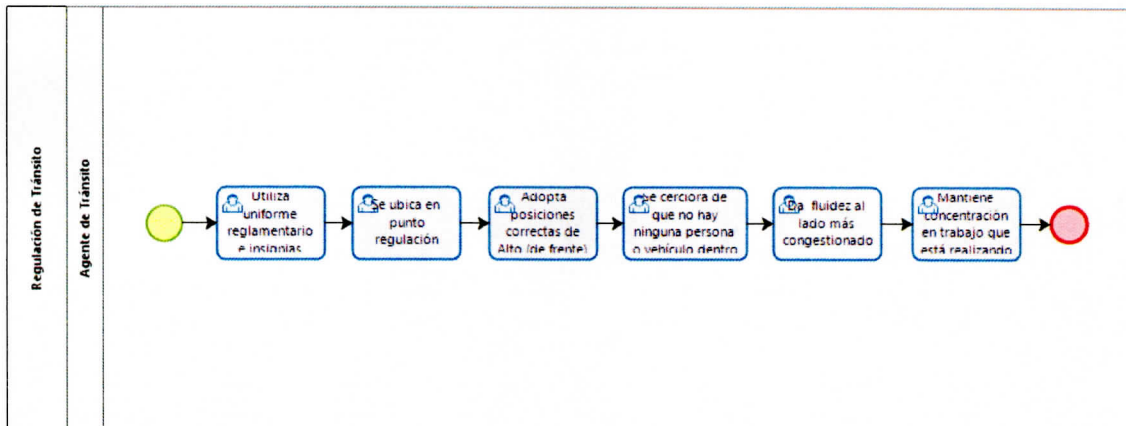 Regulación de Tránsito
Agente de Tránsito
Utiliza
uniforme
reglamentario
e insignias
Se ubica en
punto
regulación
Adopta
posiciones
correctas de
Alto (de frente)
Se cerciora de
que no hay
ninguna persona
o vehículo dentro
Da fluidez al
lado más
congestionado
Mantiene
concentración
en trabajo que
está realizando